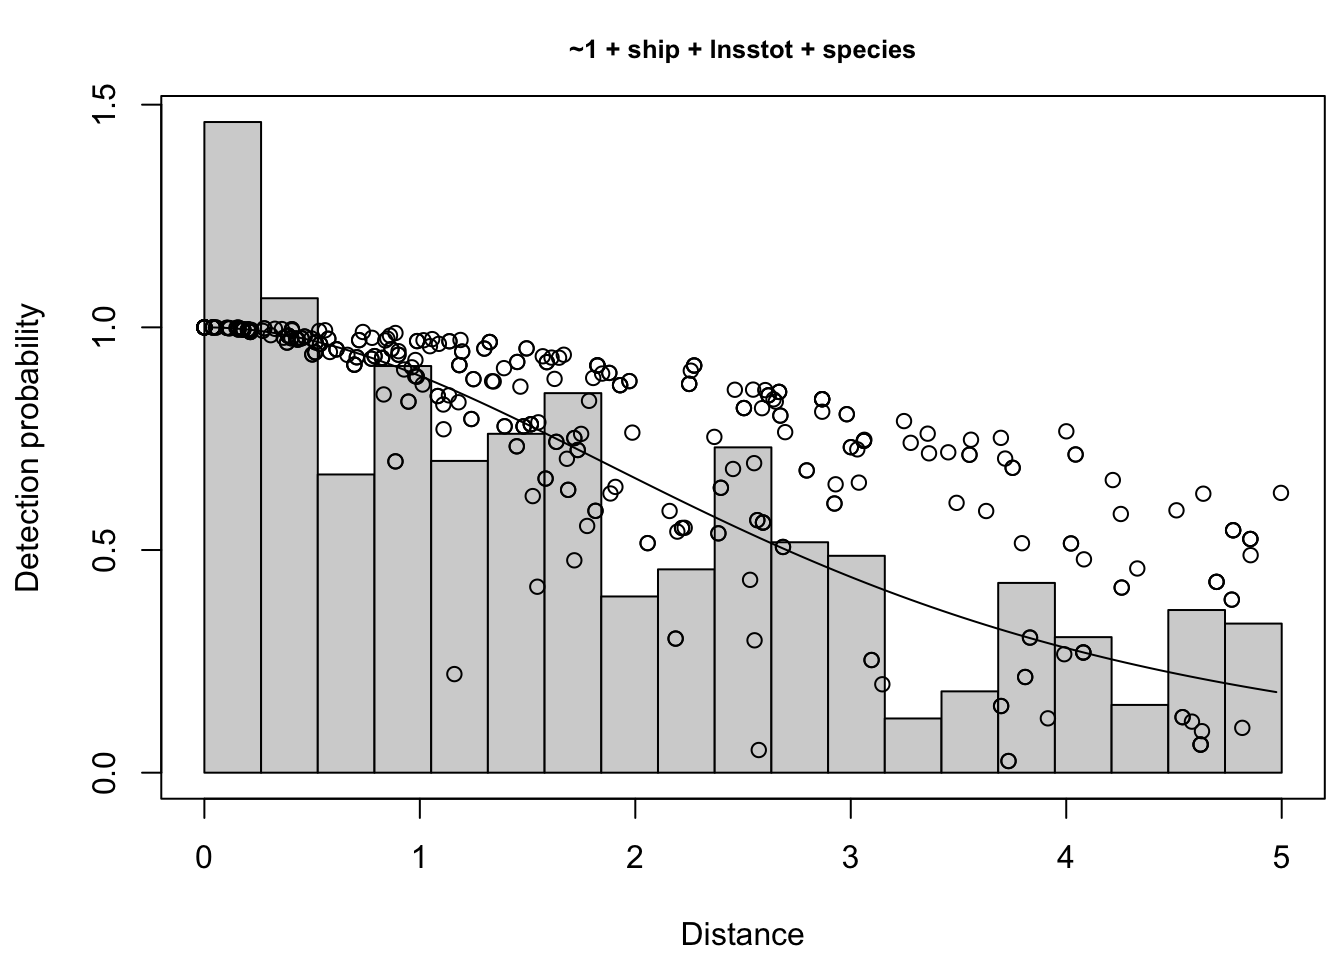 ~1 + ship + lnsstot + species
1.5
1.0
0.5
0.0
Detection probability
0 1 2 3 4 5
Distance